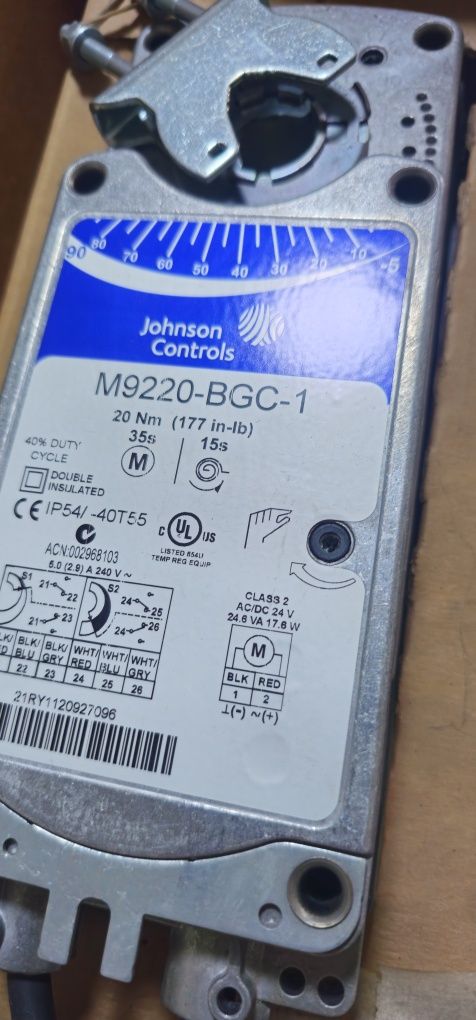 90 80 70 60 50 40 30 20 10 -5
Johnson
Controls
M9220-BGC-1
20 Nm (177 in-lb)
35s 15s
40% DUTY
CYCLE
M
DOUBLE
INSULATED
CE IP54/ -40T55
C UL US
LISTED 654U
TEMP REG EQUIP
ACN:002968103
5.0 (2.9) A 240 V ~
S1 21 22 S2 24 25
21 23 24 26
BLK/ BLK/ BLK/ WHT/ WHT/ WHT/
BLU GRY RED BLU GRY
22 23 24 25 26
CLASS 2
AC/DC 24 V
24.6 VA 17.6 W
M
BLK RED
1 2
⊥(-) ~(+)
21RY1120927096